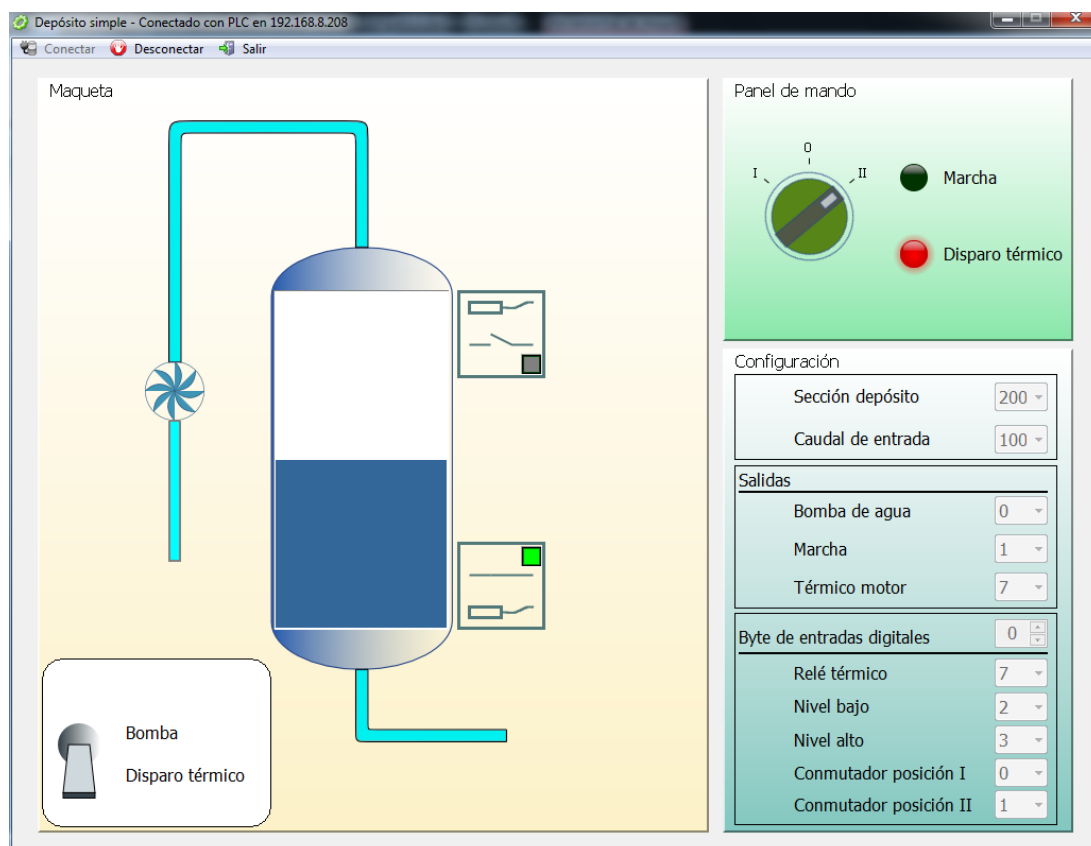 Depósito simple - Conectado con PLC en 192.168.8.208
Conectar Desconectar Salir
Maqueta
Bomba
Disparo térmico
Panel de mando
0
I II
Marcha
Disparo térmico
Configuración
Sección depósito 200
Caudal de entrada 100
Salidas
Bomba de agua 0
Marcha 1
Térmico motor 7
Byte de entradas digitales 0
Relé térmico 7
Nivel bajo 2
Nivel alto 3
Conmutador posición I 0
Conmutador posición II 1